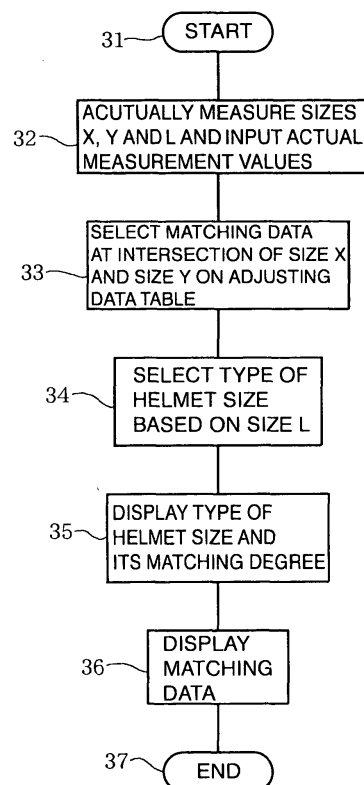 31
START
32
ACUTUALLY MEASURE SIZES
X, Y AND L AND INPUT ACTUAL
MEASUREMENT VALUES
33
SELECT MATCHING DATA
AT INTERSECTION OF SIZE X
AND SIZE Y ON ADJUSTING
DATA TABLE
34
SELECT TYPE OF
HELMET SIZE
BASED ON SIZE L
35
DISPLAY TYPE OF
HELMET SIZE AND
ITS MATCHING DEGREE
36
DISPLAY
MATCHING
DATA
37
END